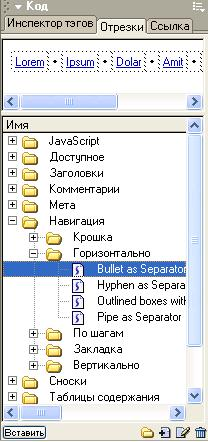 Код
Инспектор тэгов Отрезки Ссылка
Lorem • Ipsum • Dolar • Amit •
Имя
JavaScript
Доступное
Заголовки
Комментарии
Мета
Навигация
Крошка
Горизонтально
Bullet as Separator
Hyphen as Separa
Outlined boxes with
Pipe as Separator
По шагам
Закладка
Вертикально
Сноски
Таблицы содержания
Вставить